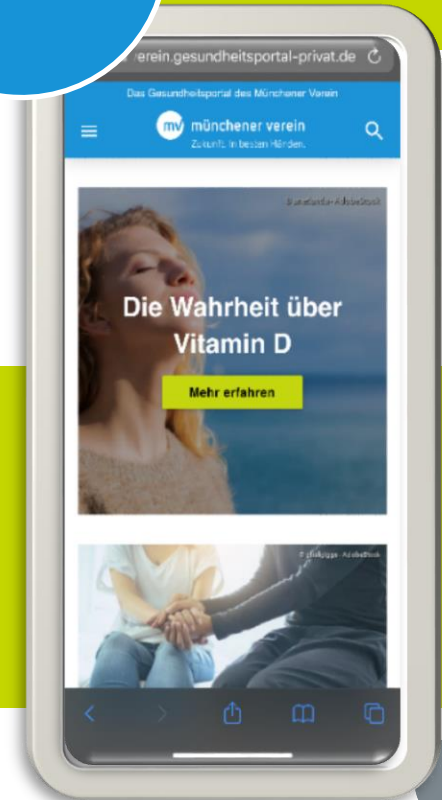 erein.gesundheitsportal-privat.de
Das Gesundheitsportal des Münchener Verein
mv münchener verein
Zukunft. In besten Händen.
Die Wahrheit über
Vitamin D
Mehr erfahren